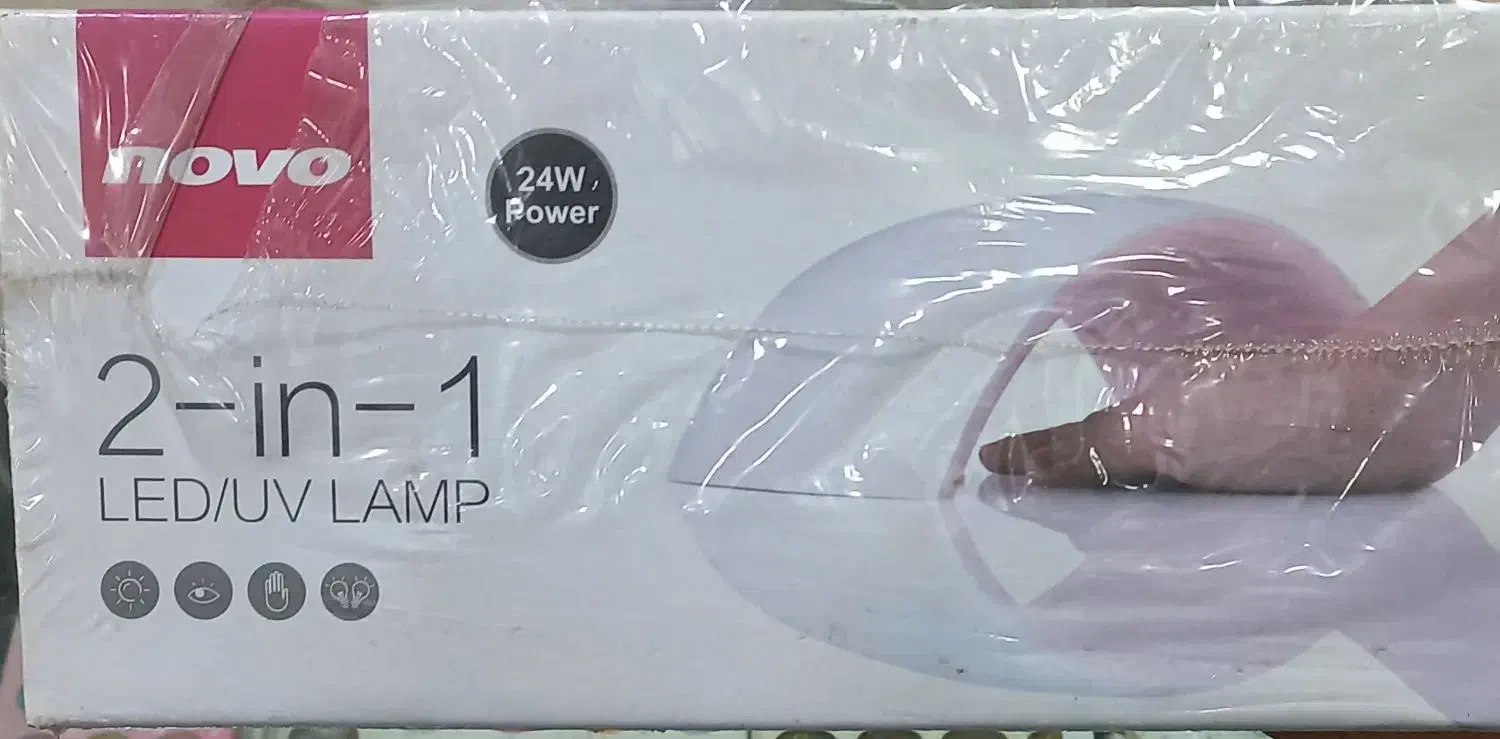 novo
24W
Power
2-in-1
LED/UV LAMP